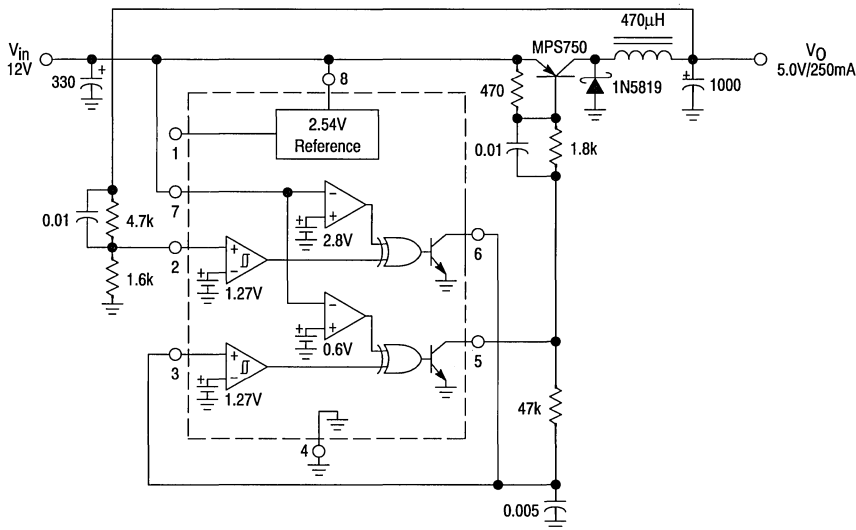 470µH
MPS750
Vin
12V
VO
5.0V/250mA
330
8
470
1N5819
1000
2.54V
Reference
1
0.01
1.8k
7
−
+
2.8V
0.01
4.7k
6
2
+
−
1.27V
1.6k
−
+
0.6V
5
3
+
−
1.27V
47k
4
0.005